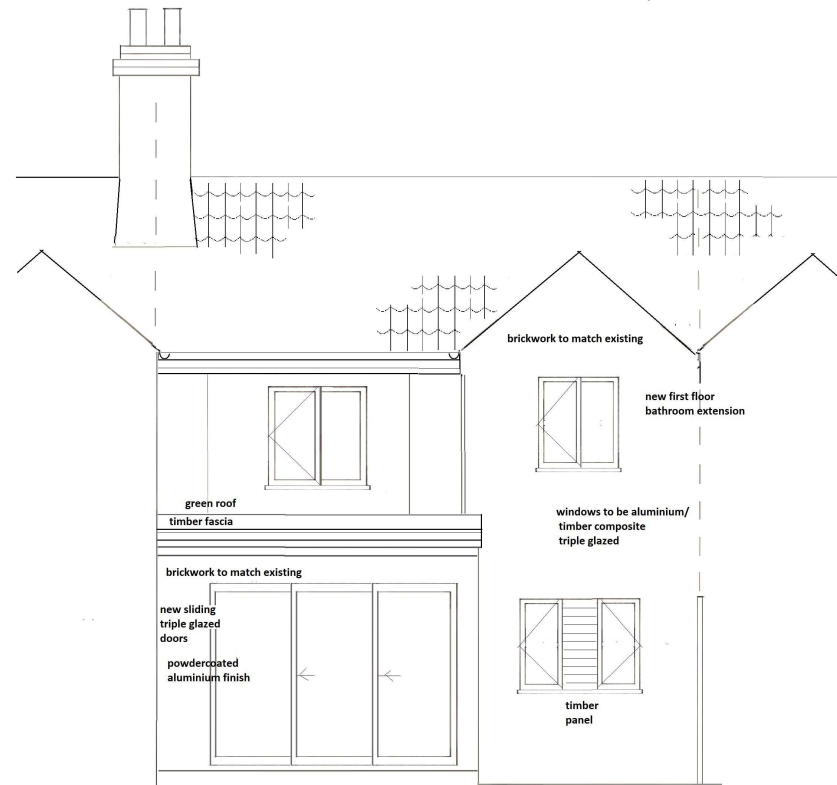 brickwork to match existing
new first floor
bathroom extension
green roof
timber fascia
windows to be aluminium/
timber composite
triple glazed
brickwork to match existing
new sliding
triple glazed
doors
powdercoated
aluminium finish
timber
panel